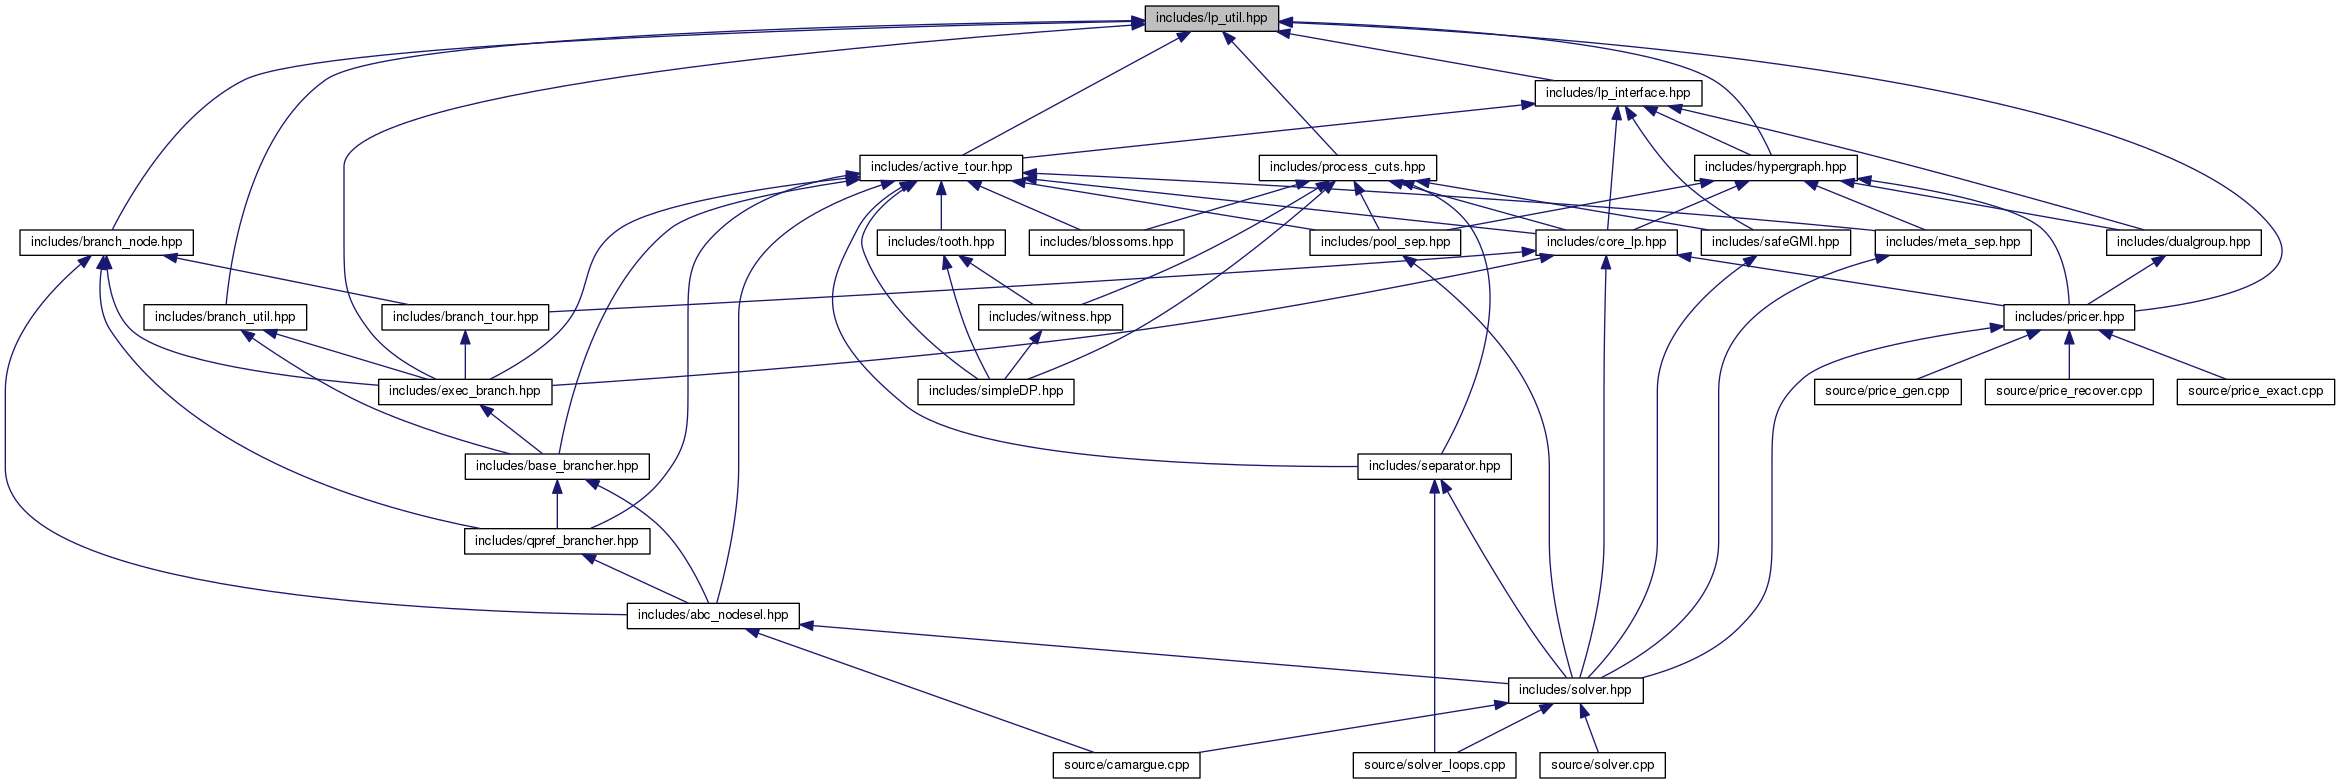 includes/lp_util.hpp
includes/lp_interface.hpp
includes/active_tour.hpp
includes/process_cuts.hpp
includes/hypergraph.hpp
includes/branch_node.hpp
includes/tooth.hpp
includes/blossoms.hpp
includes/pool_sep.hpp
includes/core_lp.hpp
includes/safeGMI.hpp
includes/meta_sep.hpp
includes/dualgroup.hpp
includes/branch_util.hpp
includes/branch_tour.hpp
includes/witness.hpp
includes/pricer.hpp
includes/exec_branch.hpp
includes/simpleDP.hpp
source/price_gen.cpp
source/price_recover.cpp
source/price_exact.cpp
includes/base_brancher.hpp
includes/separator.hpp
includes/qpref_brancher.hpp
includes/abc_nodesel.hpp
includes/solver.hpp
source/camargue.cpp
source/solver_loops.cpp
source/solver.cpp